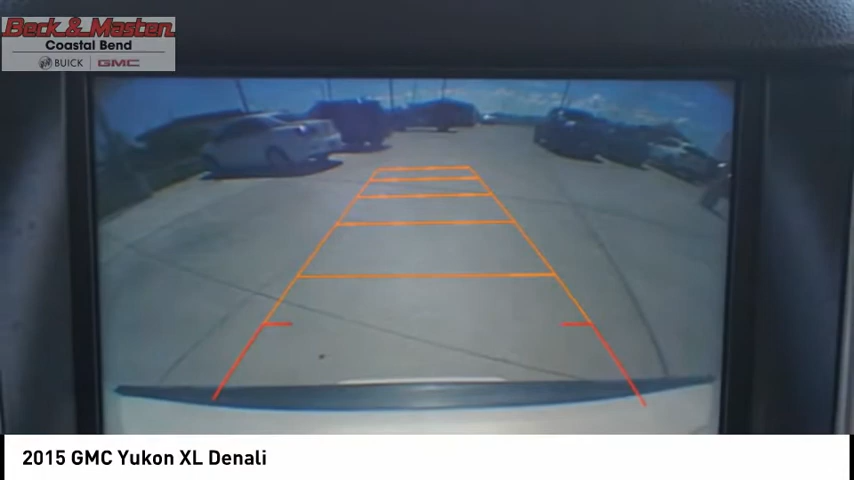 Beck & Masten
Coastal Bend
BUICK GMC
2015 GMC Yukon XL Denali